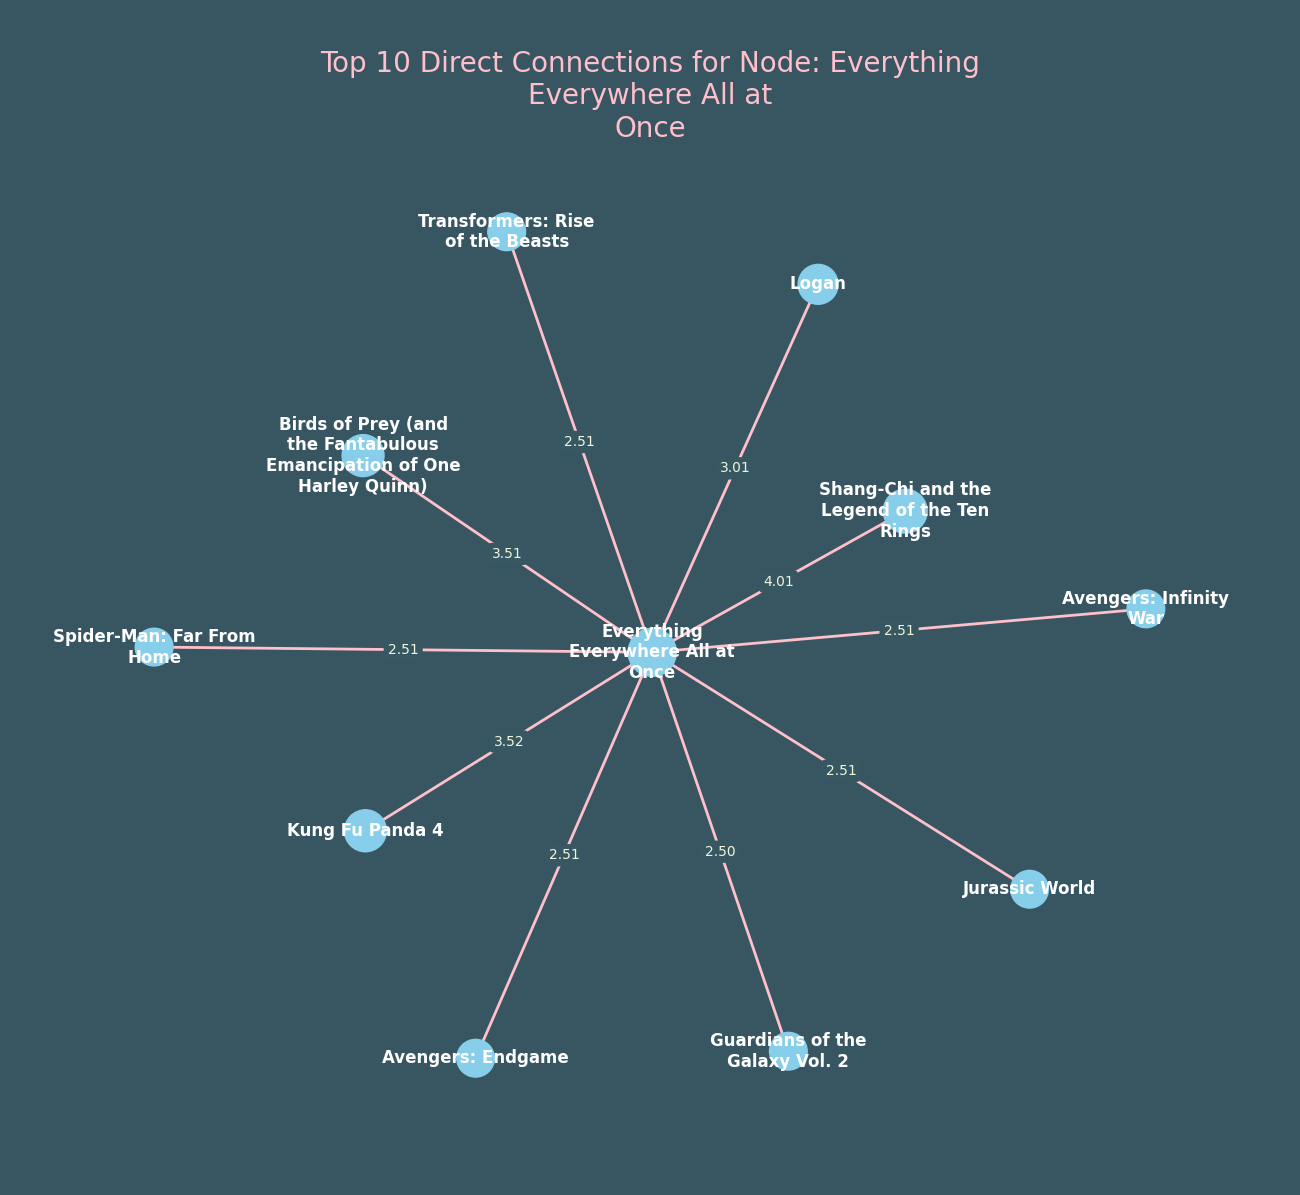 Top 10 Direct Connections for Node: Everything
Everywhere All at
Once
Transformers: Rise
of the Beasts
Logan
2.51
3.01
Birds of Prey (and
the Fantabulous
Emancipation of One
Harley Quinn)
Shang-Chi and the
Legend of the Ten
Rings
3.51
4.01
Avengers: Infinity
War
2.51
Spider-Man: Far From
Home
2.51
Everything
Everywhere All at
Once
3.52
2.51
Kung Fu Panda 4
2.51
2.50
Jurassic World
Avengers: Endgame
Guardians of the
Galaxy Vol. 2